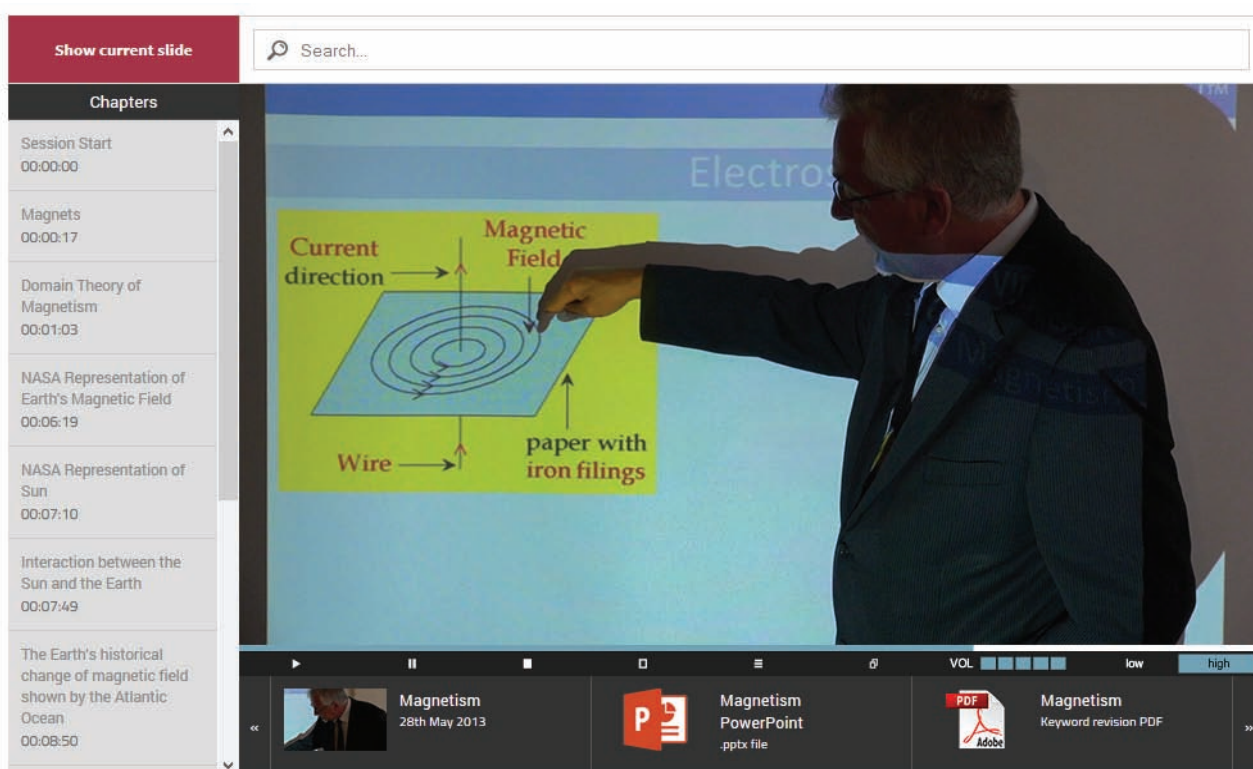 Show current slide
Search...
Chapters
Session Start
00:00:00
Magnets
00:00:17
Domain Theory of
Magnetism
00:01:03
NASA Representation of
Earth's Magnetic Field
00:06:19
NASA Representation of
Sun
00:07:10
Interaction between the
Sun and the Earth
00:07:49
The Earth's historical
change of magnetic field
shown by the Atlantic
Ocean
00:08:50
TM
Current
direction
Magnetic
Field
Wire
paper with
iron filings
Magnetism
VOL
low
high
«
Magnetism
28th May 2013
P
Magnetism
PowerPoint
.pptx file
PDF
Adobe
Magnetism
Keyword revision PDF
»